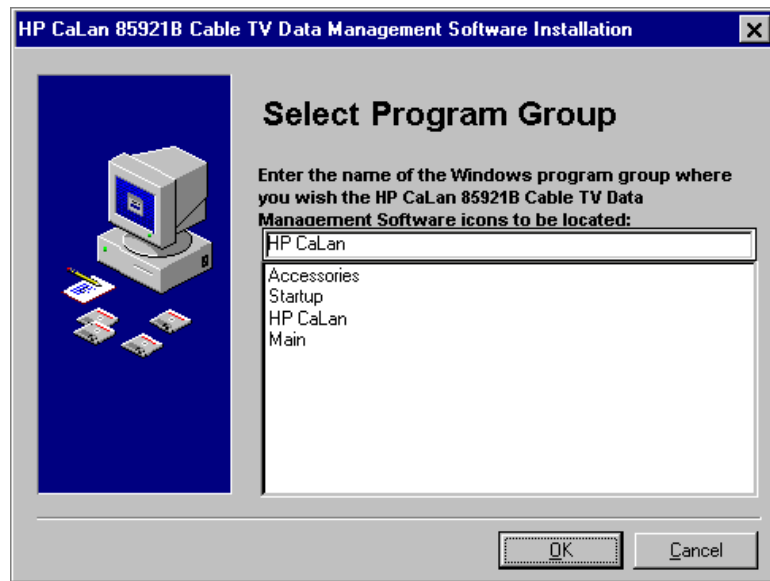 HP CaLan 85921B Cable TV Data Management Software Installation
Select Program Group
Enter the name of the Windows program group where
you wish the HP CaLan 85921B Cable TV Data
Management Software icons to be located:
HP CaLan
Accessories
Startup
HP CaLan
Main
OK
Cancel